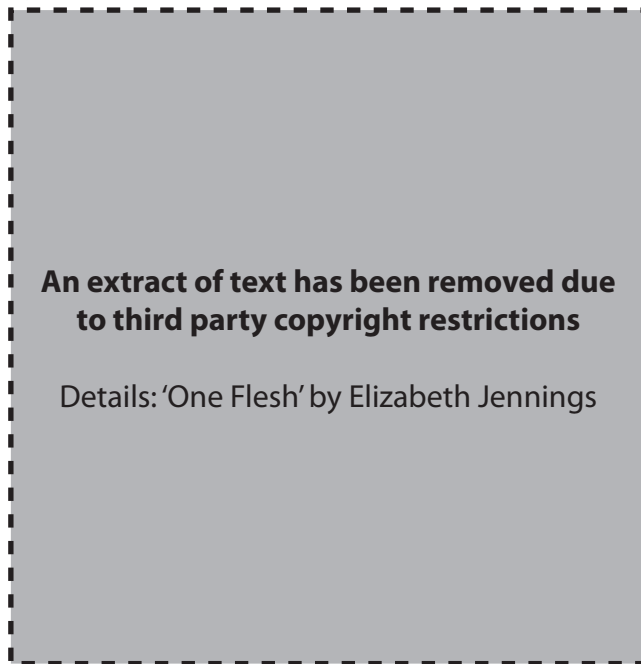 An extract of text has been removed due
to third party copyright restrictions
Details: ‘One Flesh’ by Elizabeth Jennings